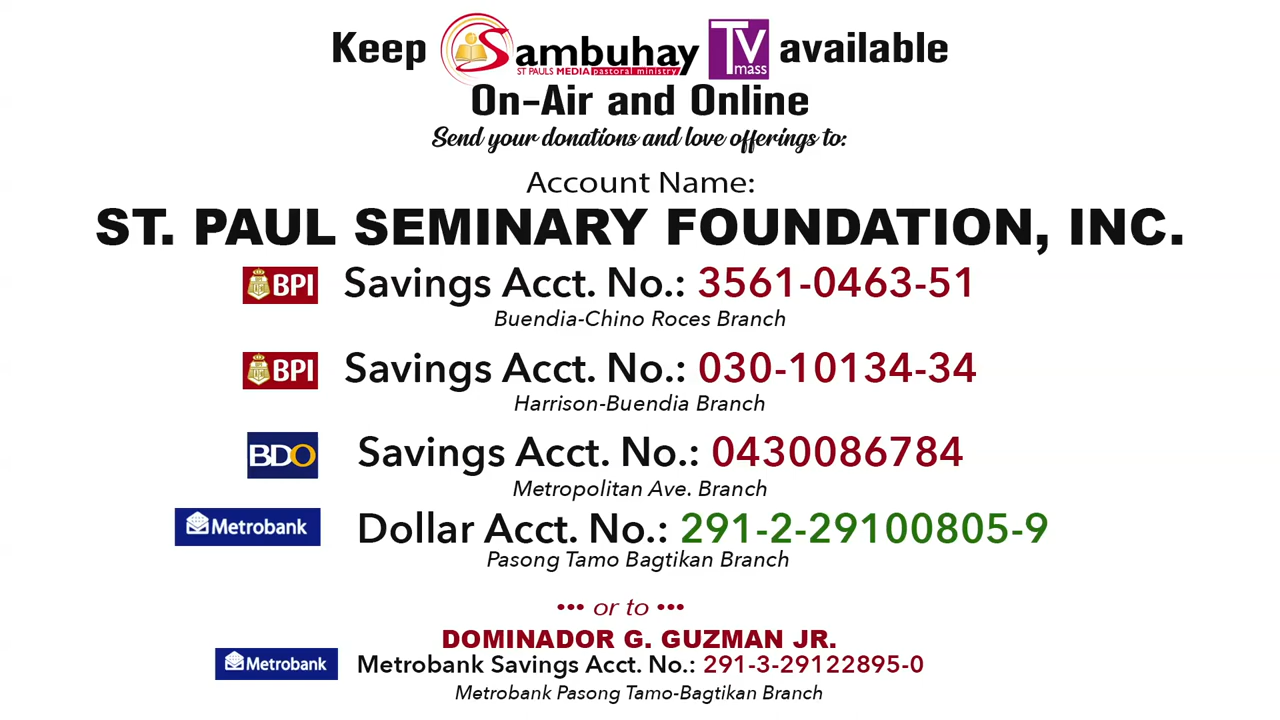 Keep Sambuhay TV mass available
ST PAULS MEDIA pastoral ministry
On-Air and Online
Send your donations and love offerings to:
Account Name:
ST. PAUL SEMINARY FOUNDATION, INC.
BPI Savings Acct. No.: 3561-0463-51
Buendia-Chino Roces Branch
BPI Savings Acct. No.: 030-10134-34
Harrison-Buendia Branch
BDO Savings Acct. No.: 0430086784
Metropolitan Ave. Branch
Metrobank Dollar Acct. No.: 291-2-29100805-9
Pasong Tamo Bagtikan Branch
••• or to •••
DOMINADOR G. GUZMAN JR.
Metrobank Metrobank Savings Acct. No.: 291-3-29122895-0
Metrobank Pasong Tamo-Bagtikan Branch